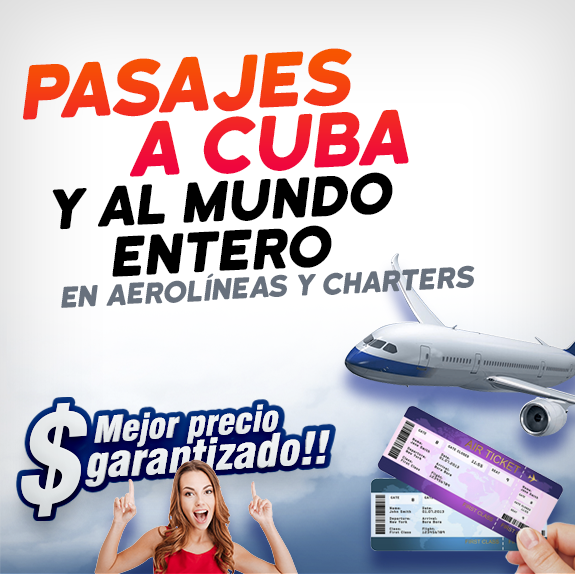 PASAJES
A CUBA
Y AL MUNDO
ENTERO
EN AEROLÍNEAS Y CHARTERS
$ Mejor precio
garantizado!!
AIR TICKET